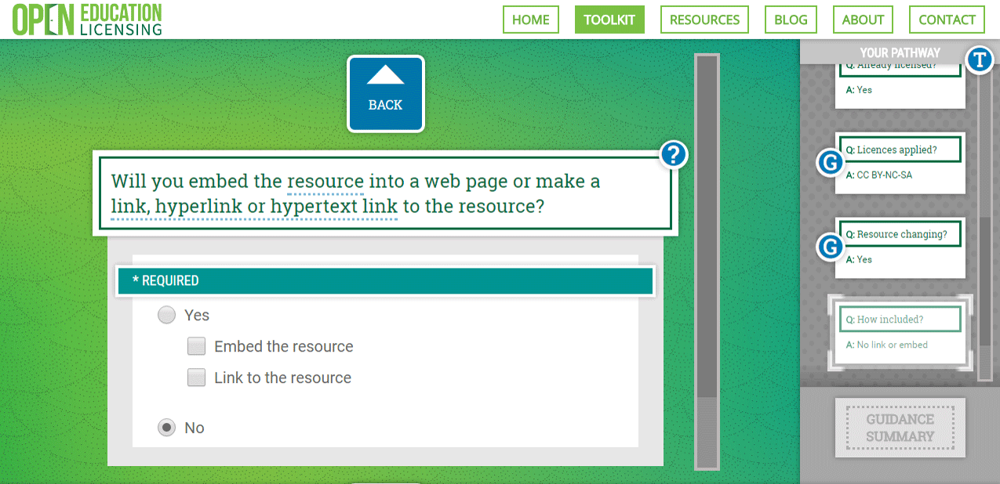 OPEN EDUCATION
LICENSING
HOME
TOOLKIT
RESOURCES
BLOG
ABOUT
CONTACT
BACK
?
Will you embed the resource into a web page or make a
link, hyperlink or hypertext link to the resource?
* REQUIRED
Yes
Embed the resource
Link to the resource
No
YOUR PATHWAY
T
Q: Already licensed?
A: Yes
Q: Licences applied?
G
A: CC BY-NC-SA
Q: Resource changing?
G
A: Yes
Q: How included?
A: No link or embed
GUIDANCE
SUMMARY